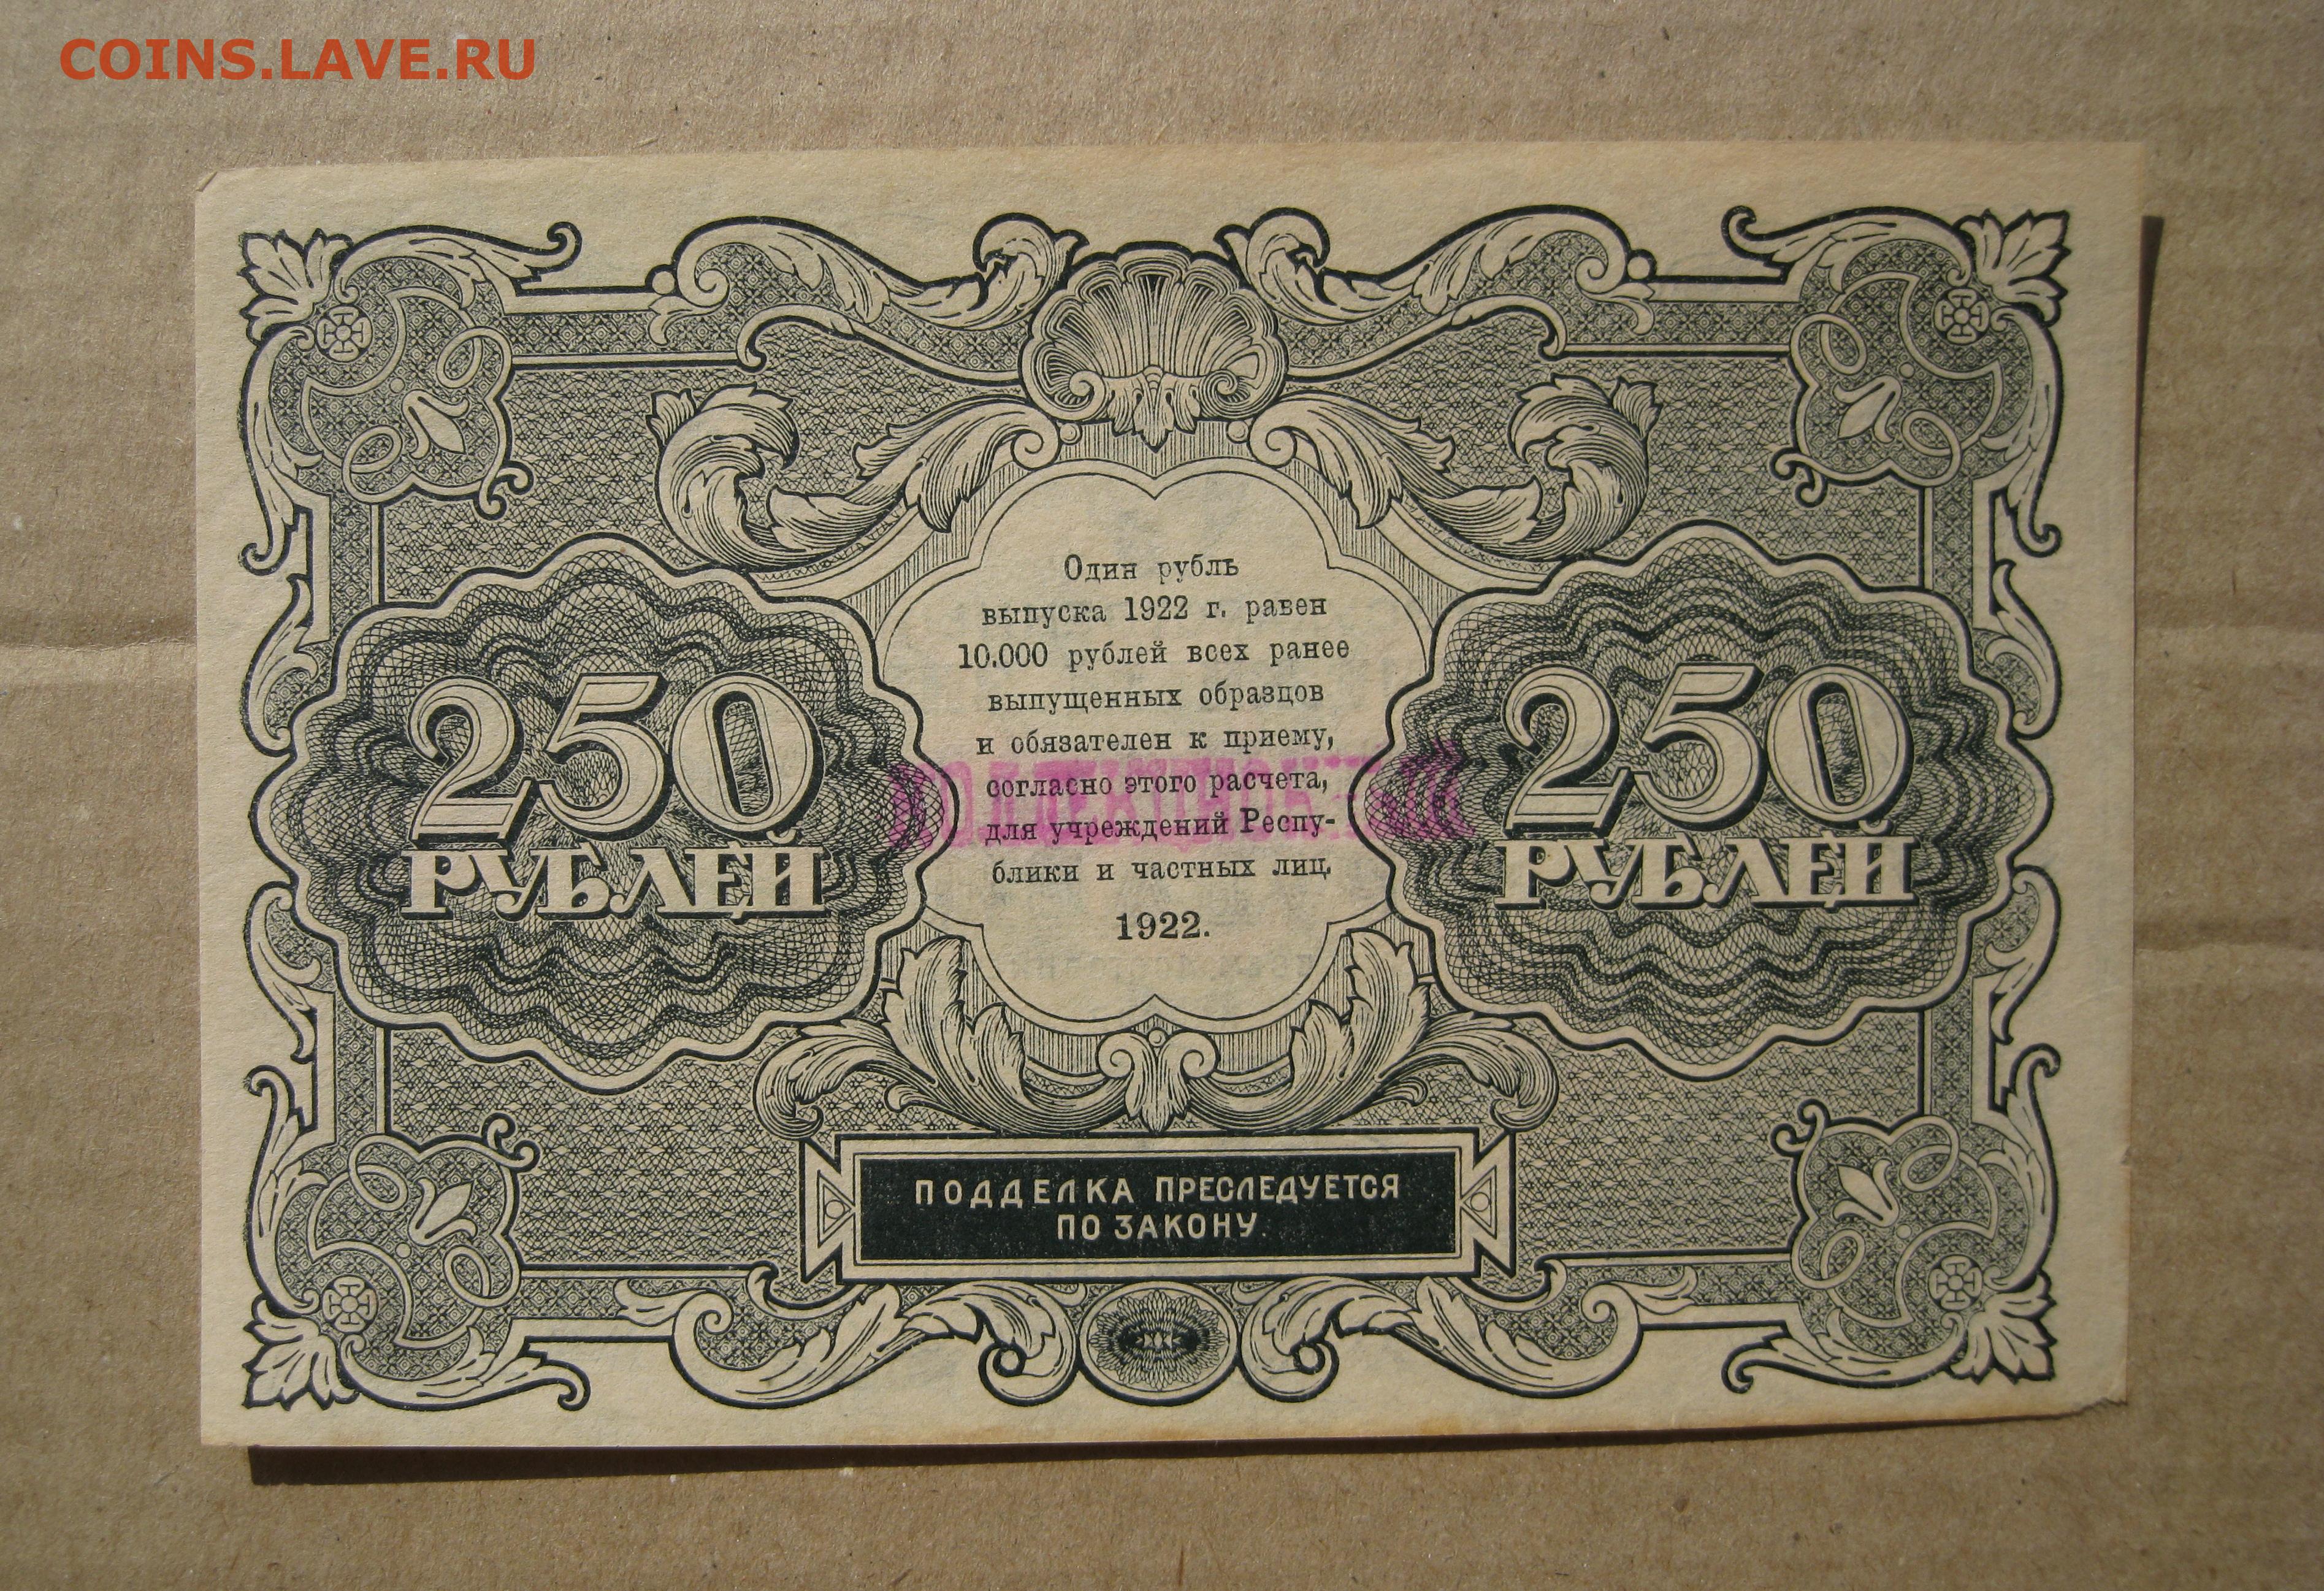 COINS.LAVE.RU
Один рубль
выпуска 1922 г. равен
10.000 рублей всех ранее
выпущенных образцов
и обязателен к приему,
согласно этого расчета,
для учреждений Респу-
блики и частных лиц.
1922.
250
РУБЛЕЙ
250
РУБЛЕЙ
ПОДДЕЛКА ПРЕСЛЕДУЕТСЯ
ПО ЗАКОНУ.